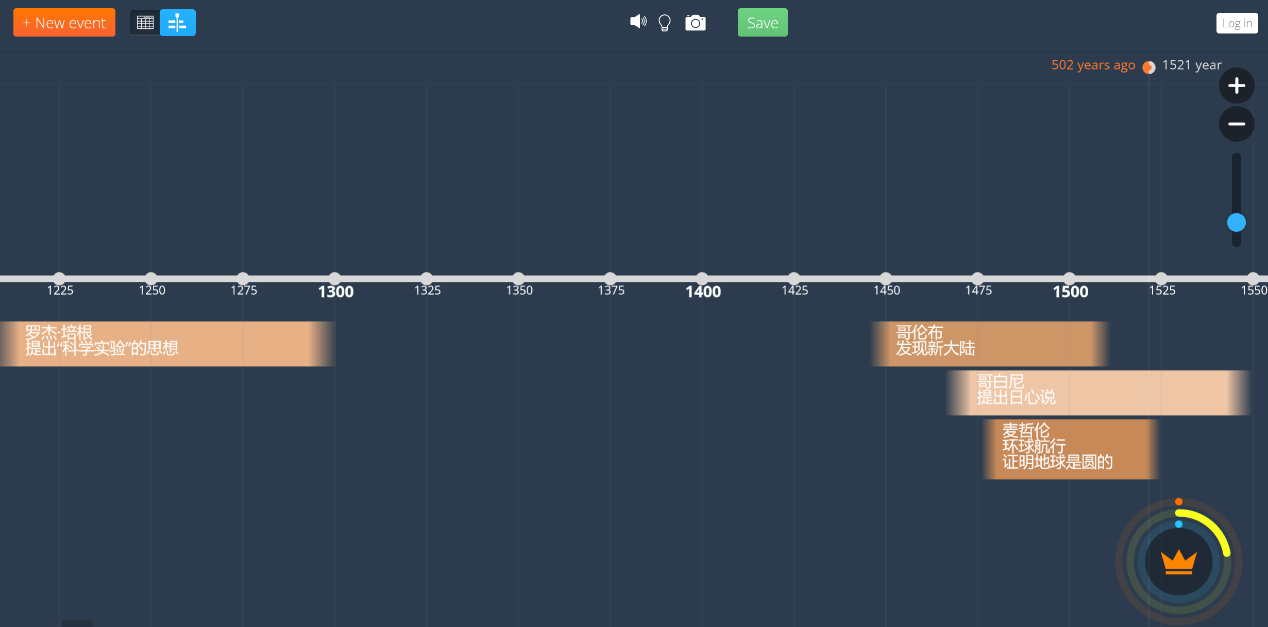 + New event
Save
Log in
502 years ago
1521 year
1225
1250
1275
1300
1325
1350
1375
1400
1425
1450
1475
1500
1525
1550
罗杰·培根
提出“科学实验”的思想
哥伦布
发现新大陆
哥白尼
提出日心说
麦哲伦
环球航行
证明地球是圆的